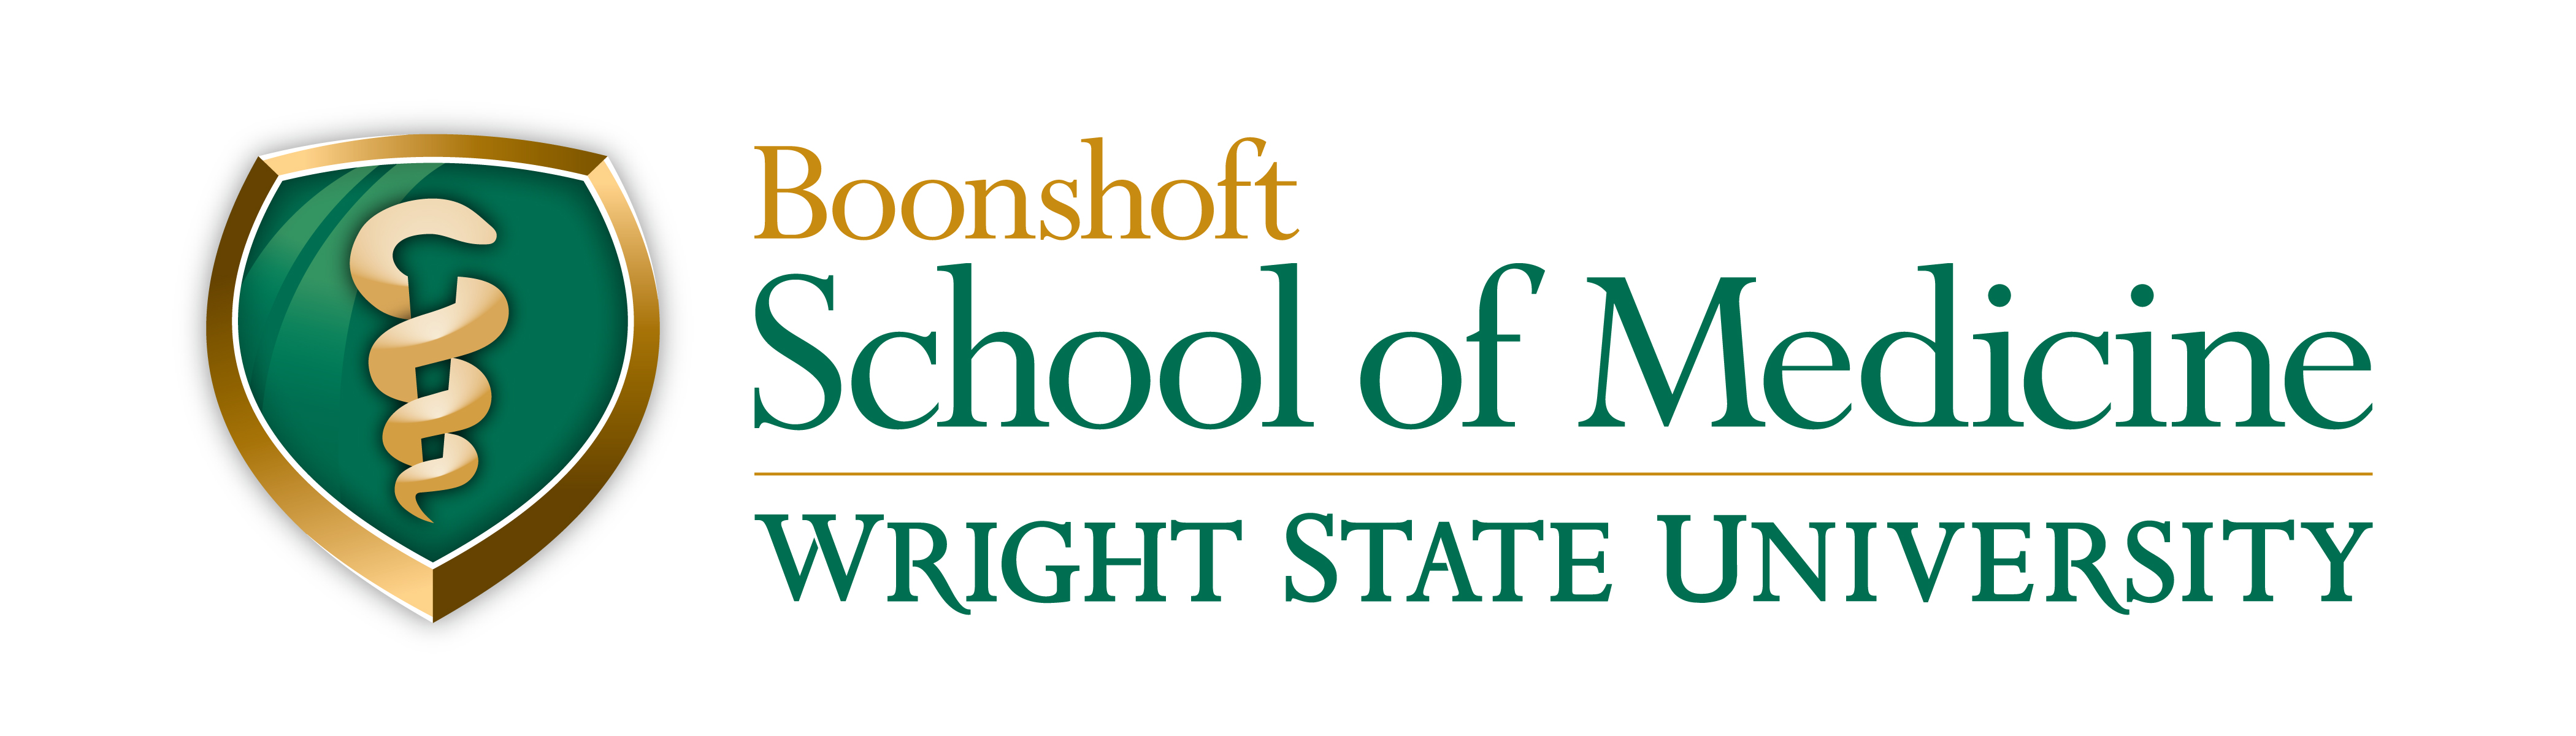 Boonshoft
School of Medicine
WRIGHT STATE UNIVERSITY